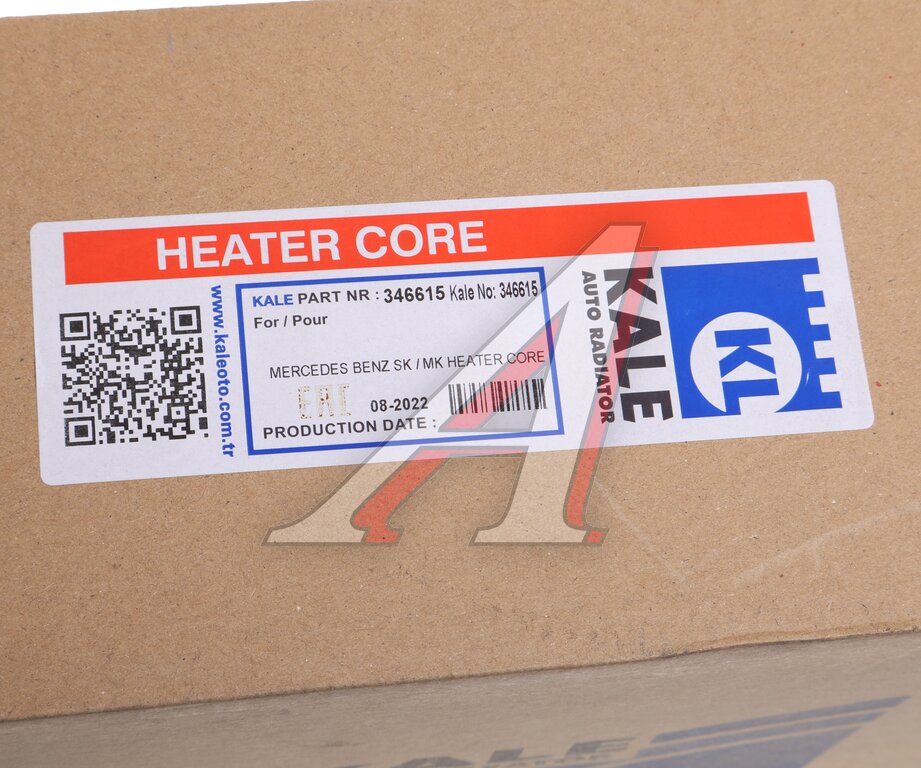 HEATER CORE
www.kaleoto.com.tr
KALE PART NR : 346615 Kale No: 346615
For / Pour
MERCEDES BENZ SK / MK HEATER CORE
EAC
08-2022
PRODUCTION DATE :
KALE
AUTO RADIATOR
KL
A